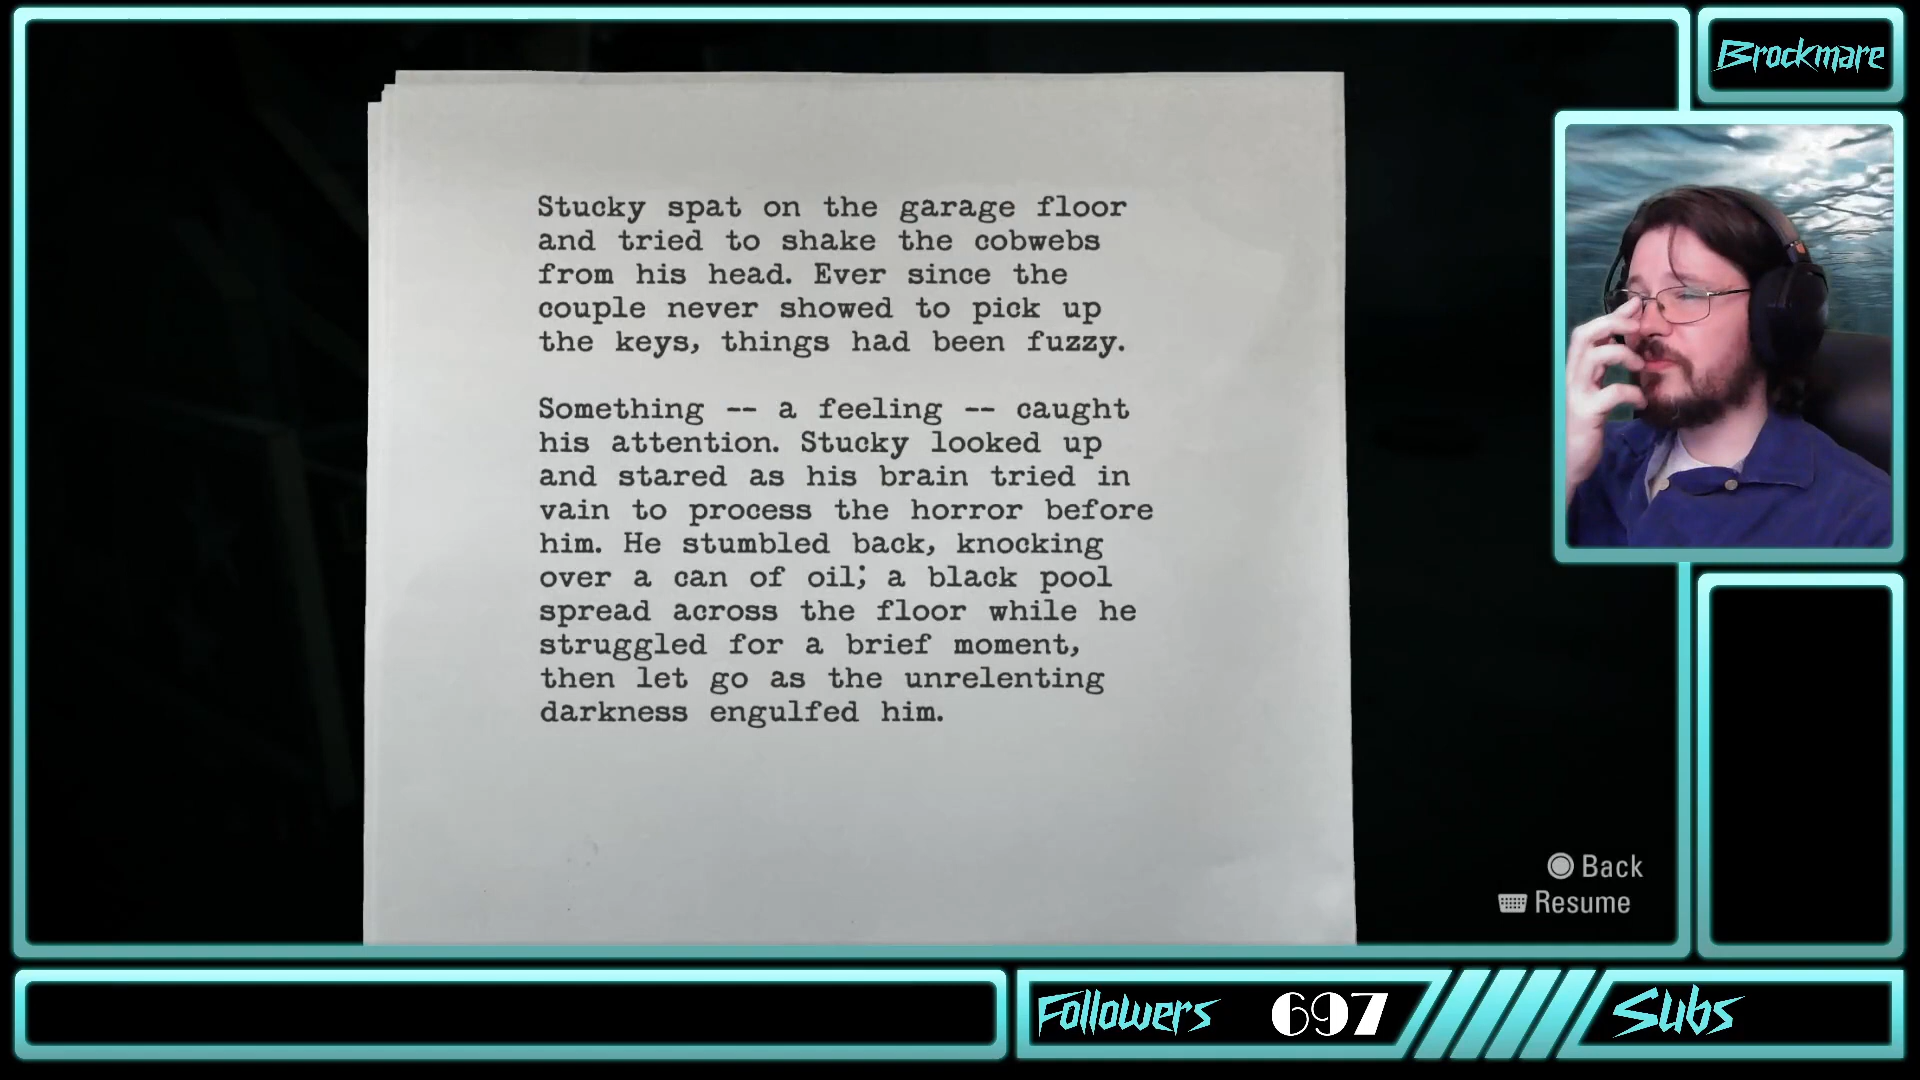 Brockmare
Stucky spat on the garage floor
and tried to shake the cobwebs
from his head. Ever since the
couple never showed to pick up
the keys, things had been fuzzy.
Something -- a feeling -- caught
his attention. Stucky looked up
and stared as his brain tried in
vain to process the horror before
him. He stumbled back, knocking
over a can of oil; a black pool
spread across the floor while he
struggled for a brief moment,
then let go as the unrelenting
darkness engulfed him.
Back
Resume
Followers 697 Subs